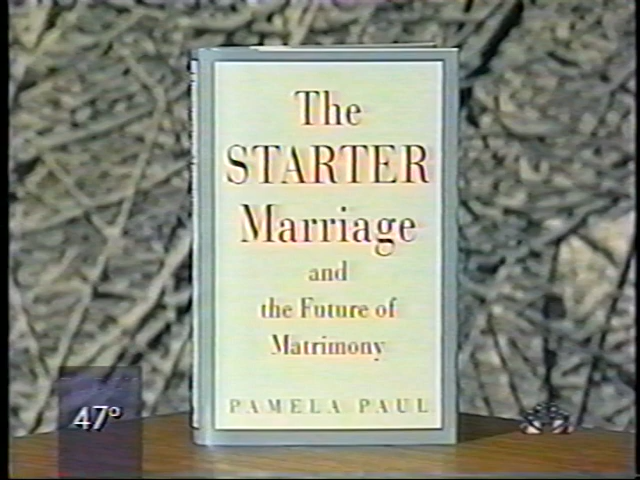 The
STARTER
Marriage
and
the Future of
Matrimony
PAMELA PAUL
47°